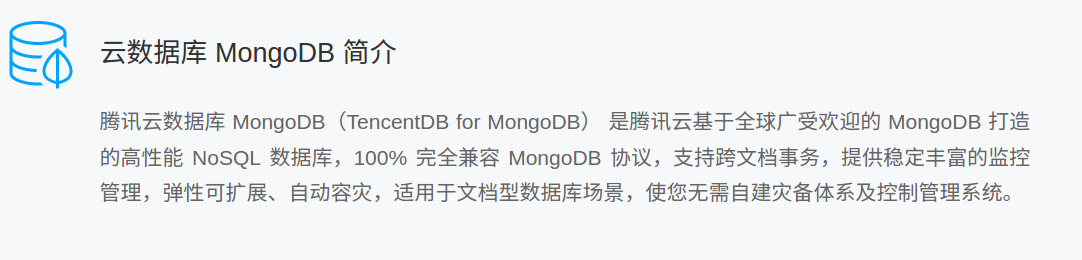 云数据库 MongoDB 简介
腾讯云数据库 MongoDB（TencentDB for MongoDB） 是腾讯云基于全球广受欢迎的 MongoDB 打造
的高性能 NoSQL 数据库，100% 完全兼容 MongoDB 协议，支持跨文档事务，提供稳定丰富的监控
管理，弹性可扩展、自动容灾，适用于文档型数据库场景，使您无需自建灾备体系及控制管理系统。